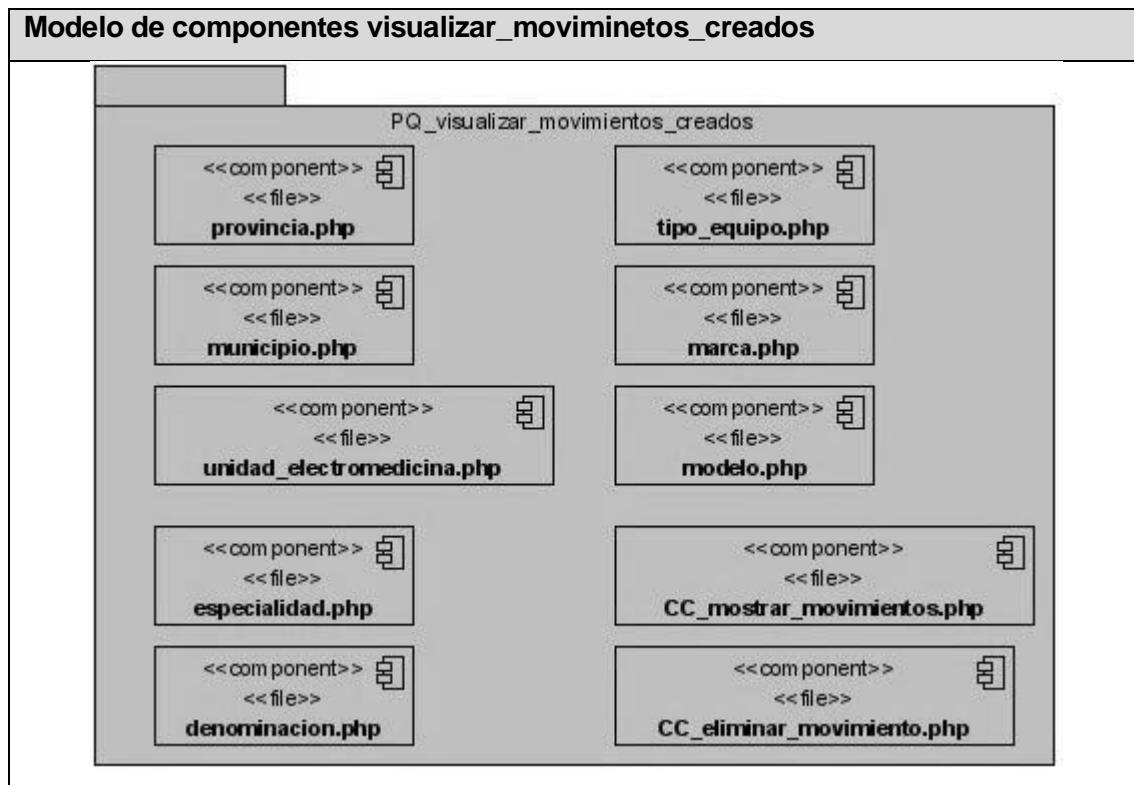 Modelo de componentes visualizar_moviminetos_creados
PQ_visualizar_movimientos_creados
<<component>>
<<file>>
provincia.php
<<component>>
<<file>>
tipo_equipo.php
<<component>>
<<file>>
municipio.php
<<component>>
<<file>>
marca.php
<<component>>
<<file>>
unidad_electromedicina.php
<<component>>
<<file>>
modelo.php
<<component>>
<<file>>
especialidad.php
<<component>>
<<file>>
CC_mostrar_movimientos.php
<<component>>
<<file>>
denominacion.php
<<component>>
<<file>>
CC_eliminar_movimiento.php